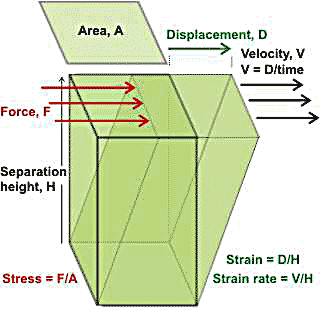 Area, A
Displacement, D
Velocity, V
V = D/time
Force, F
Separation
height, H
Strain = D/H
Stress = F/A
Strain rate = V/H